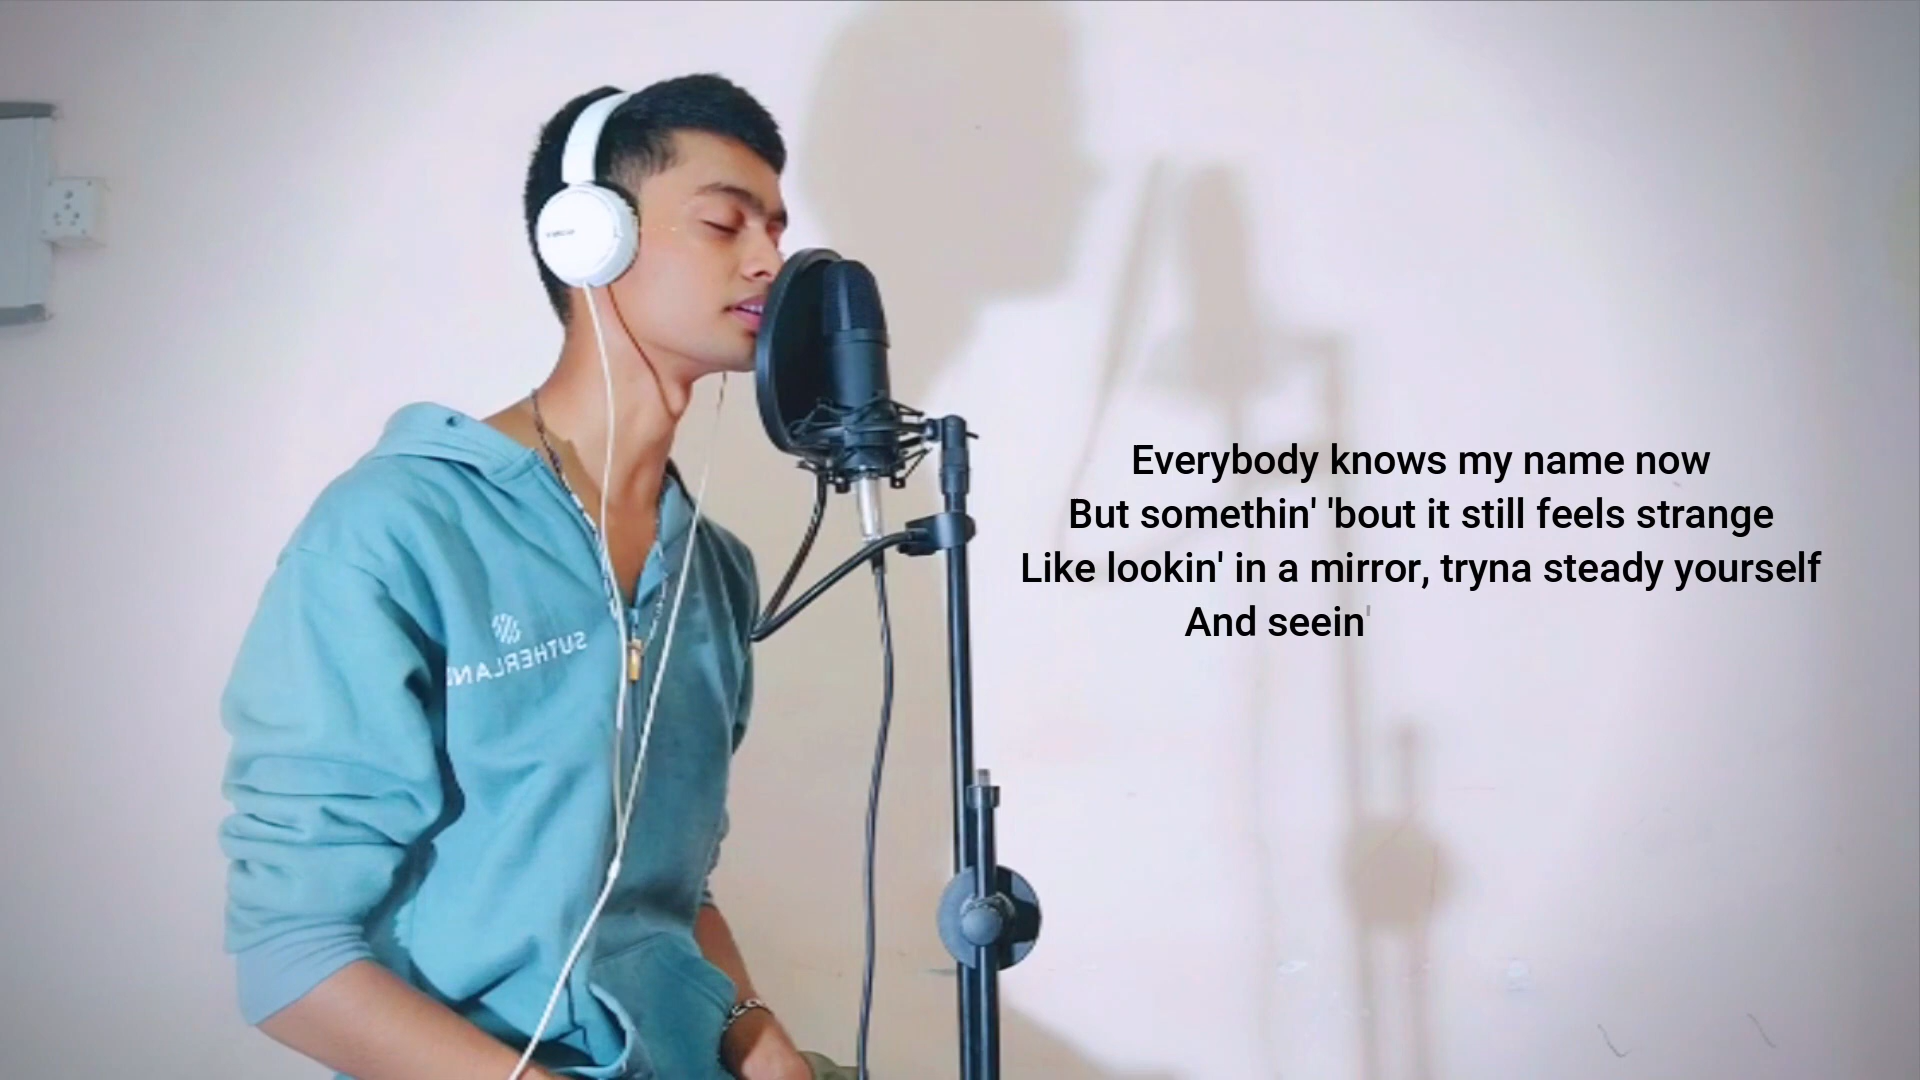 Everybody knows my name now
But somethin' 'bout it still feels strange
Like lookin' in a mirror, tryna steady yourself
And seein'
SUTHERLAN